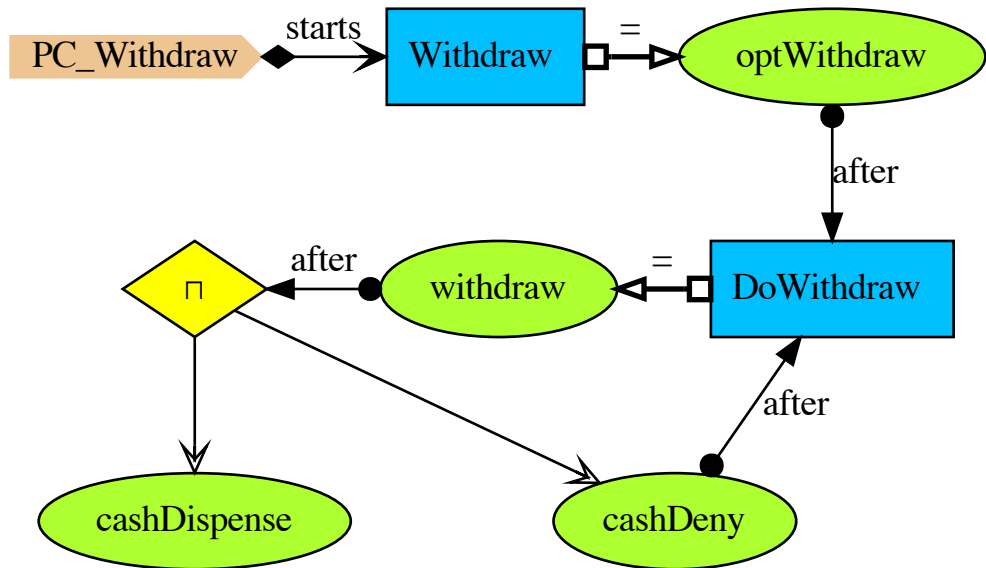 starts
=
PC_Withdraw
Withdraw
optWithdraw
after
after
=
⊓
withdraw
DoWithdraw
after
cashDispense
cashDeny